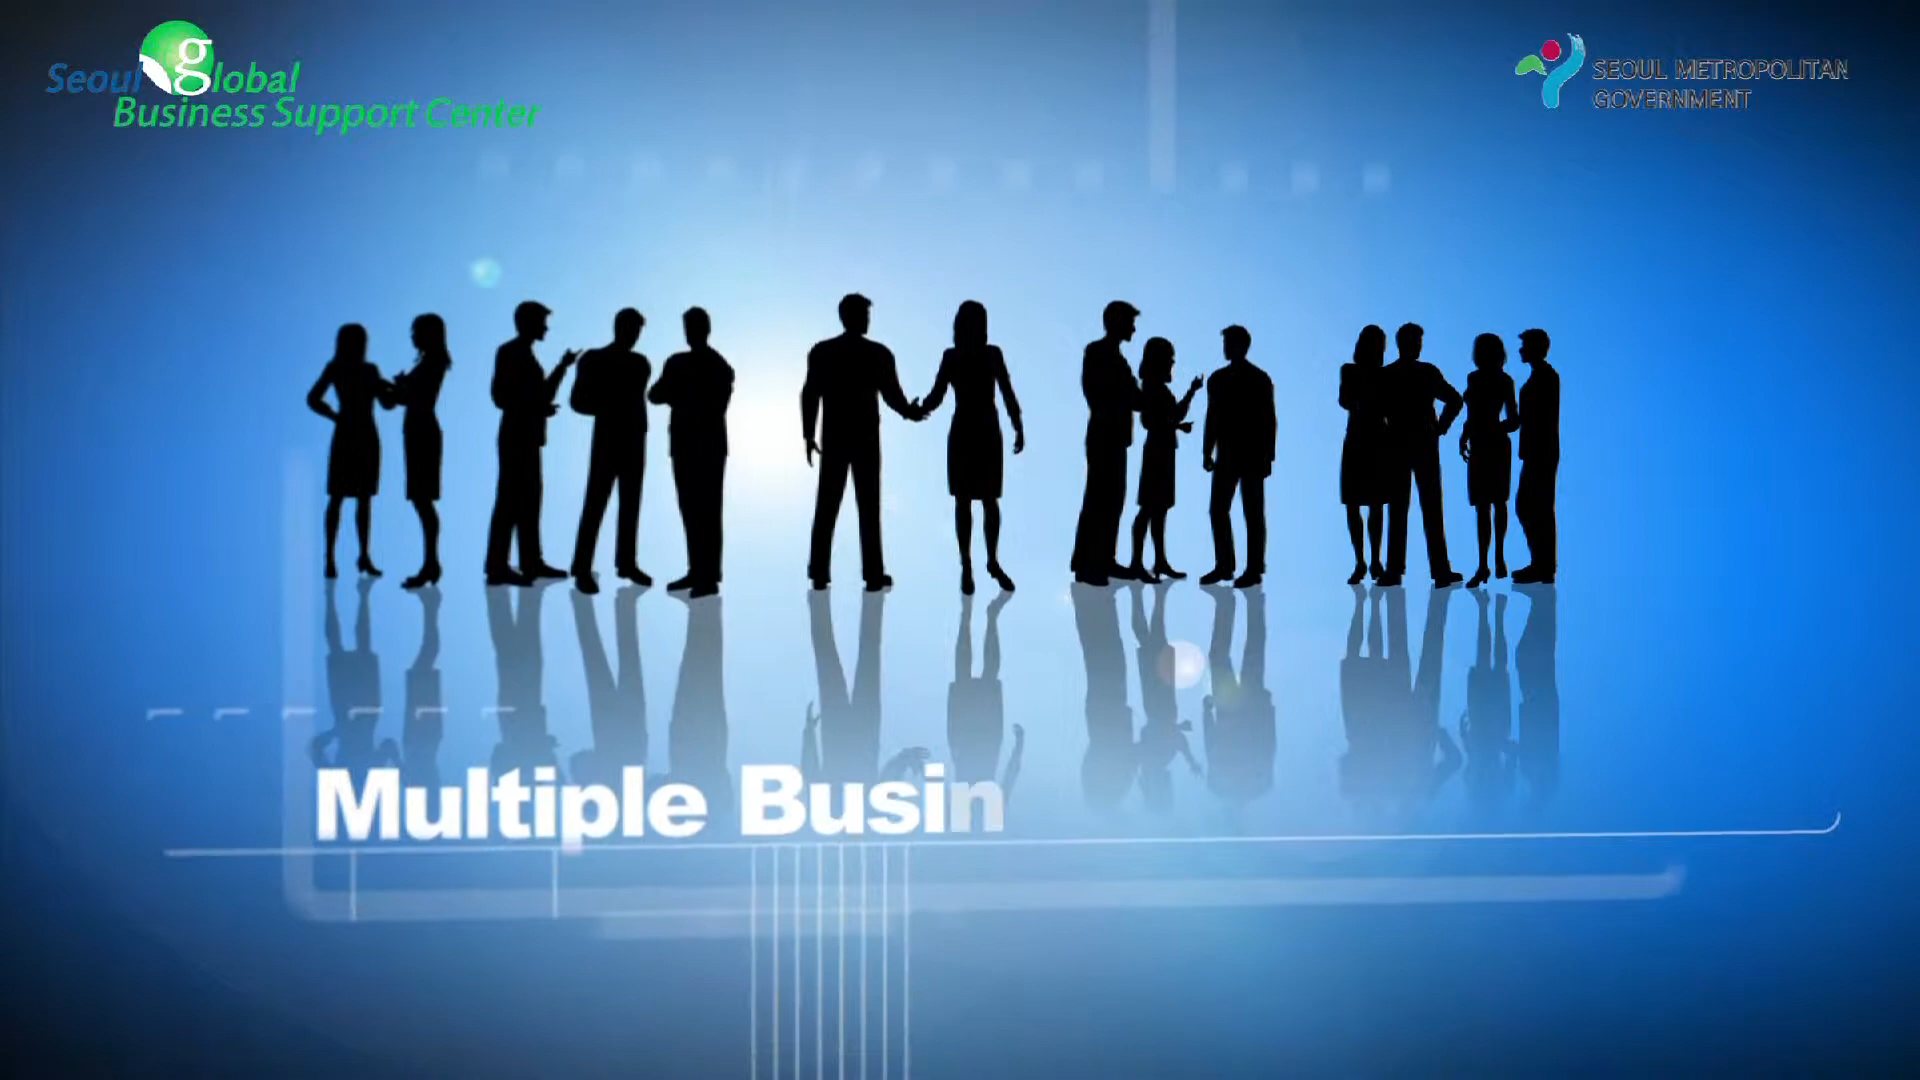 Seoul global
Business Support Center
SEOUL METROPOLITAN
GOVERNMENT
Multiple Busin